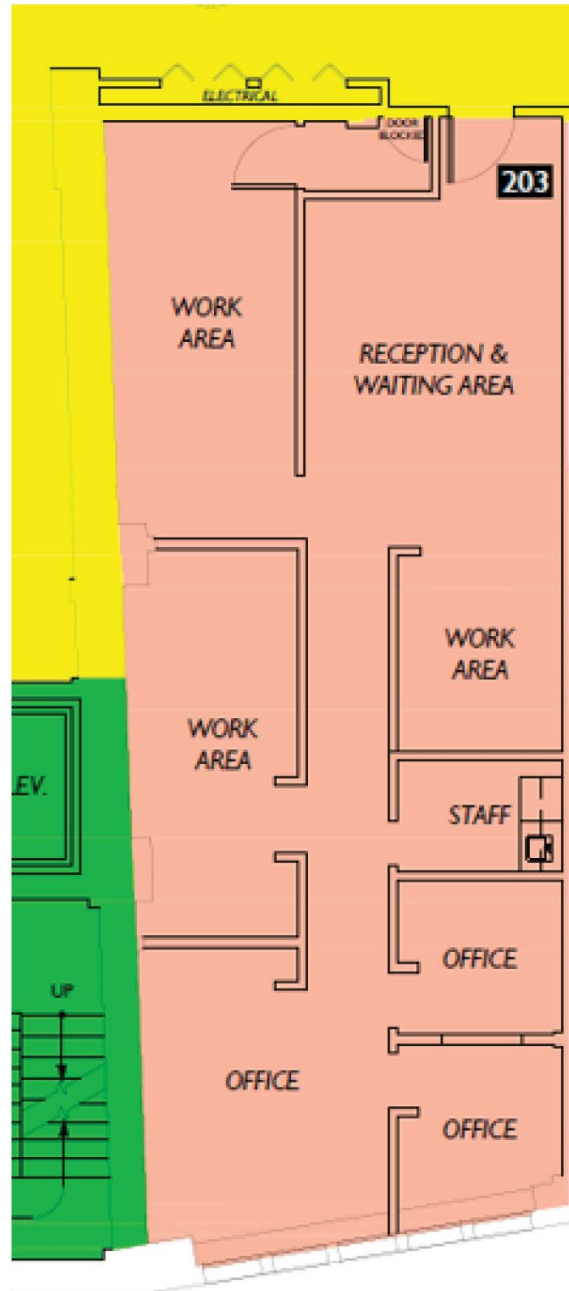 ELECTRICAL
DOOR
BLOCKED
203
WORK
AREA
RECEPTION &
WAITING AREA
WORK
AREA
WORK
AREA
LEV.
STAFF
OFFICE
UP
OFFICE
OFFICE